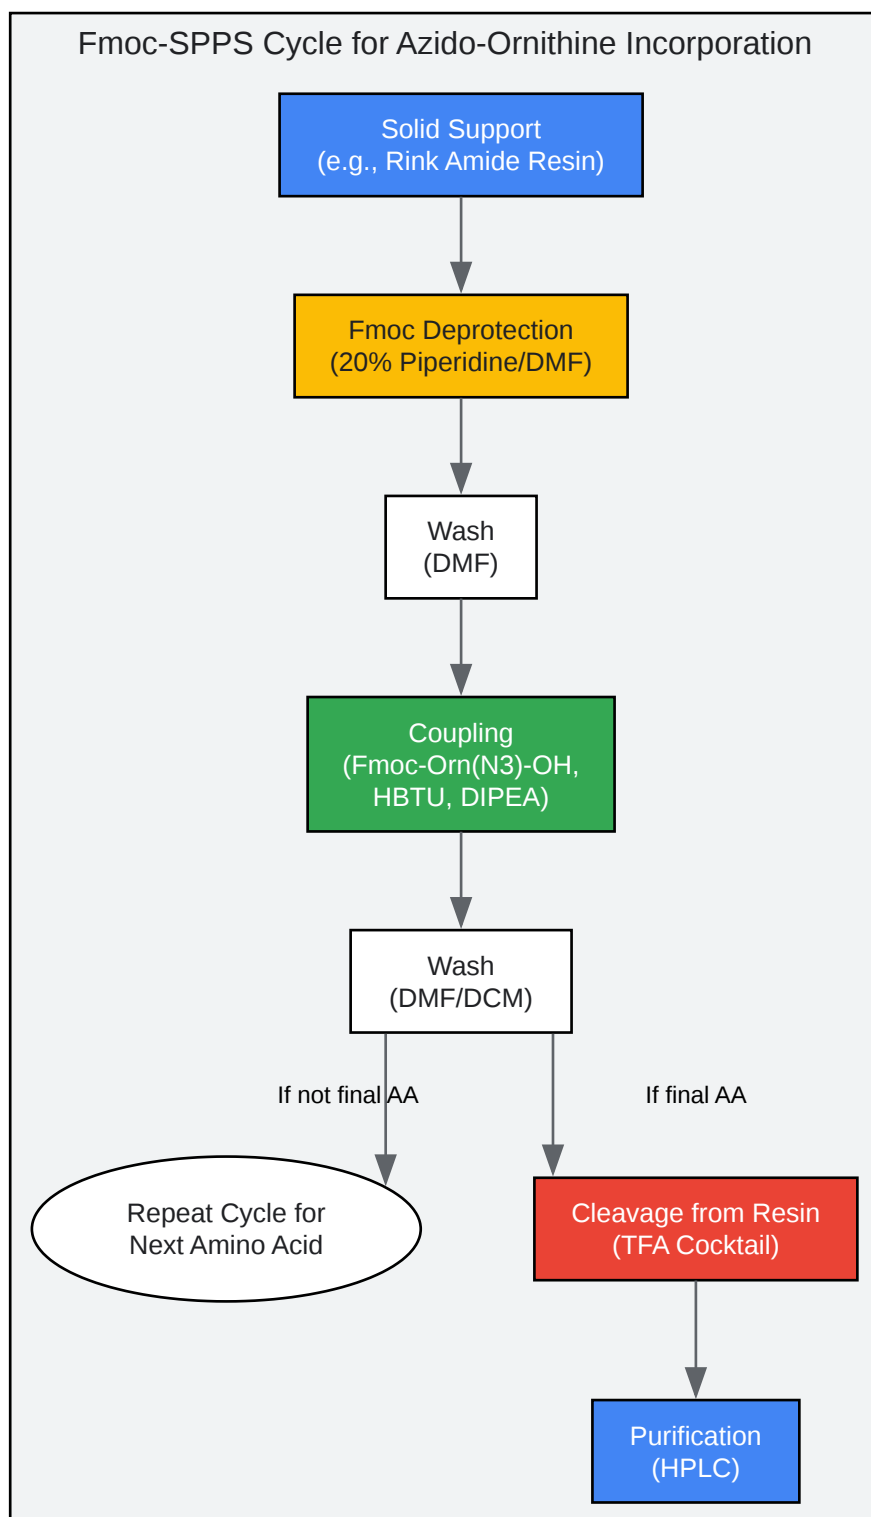 Fmoc-SPPS Cycle for Azido-Ornithine Incorporation
Solid Support
(e.g., Rink Amide Resin)
Fmoc Deprotection
(20% Piperidine/DMF)
Wash
(DMF)
Coupling
(Fmoc-Orn(N3)-OH,
HBTU, DIPEA)
Wash
(DMF/DCM)
If not final AA
If final AA
Repeat Cycle for
Next Amino Acid
Cleavage from Resin
(TFA Cocktail)
Purification
(HPLC)